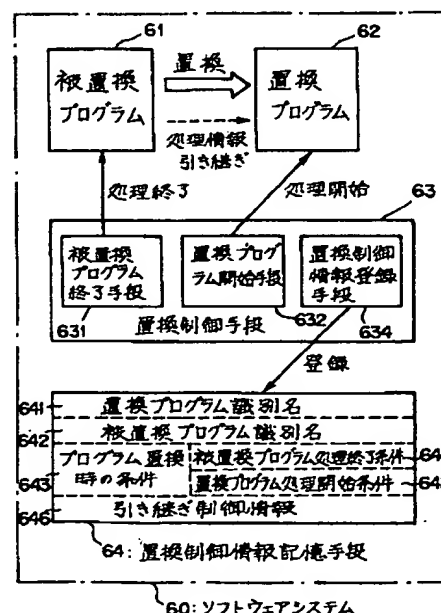 61
62
被置換
プログラム
置換
置換
プログラム
処理情報
引き継ぎ
処理終了
処理開始
63
被置換
プログラム
終了手段
631
置換プログ
ラム開始手段
632
置換制御
情報登録
手段
634
置換制御手段
登録
641
置換プログラム識別名
642
被置換プログラム識別名
643
プログラム置換
時の条件
被置換プログラム処理終了条件
置換プログラム処理開始条件
646
引き継ぎ制御情報
64:置換制御情報記憶手段
60:ソフトウェアシステム